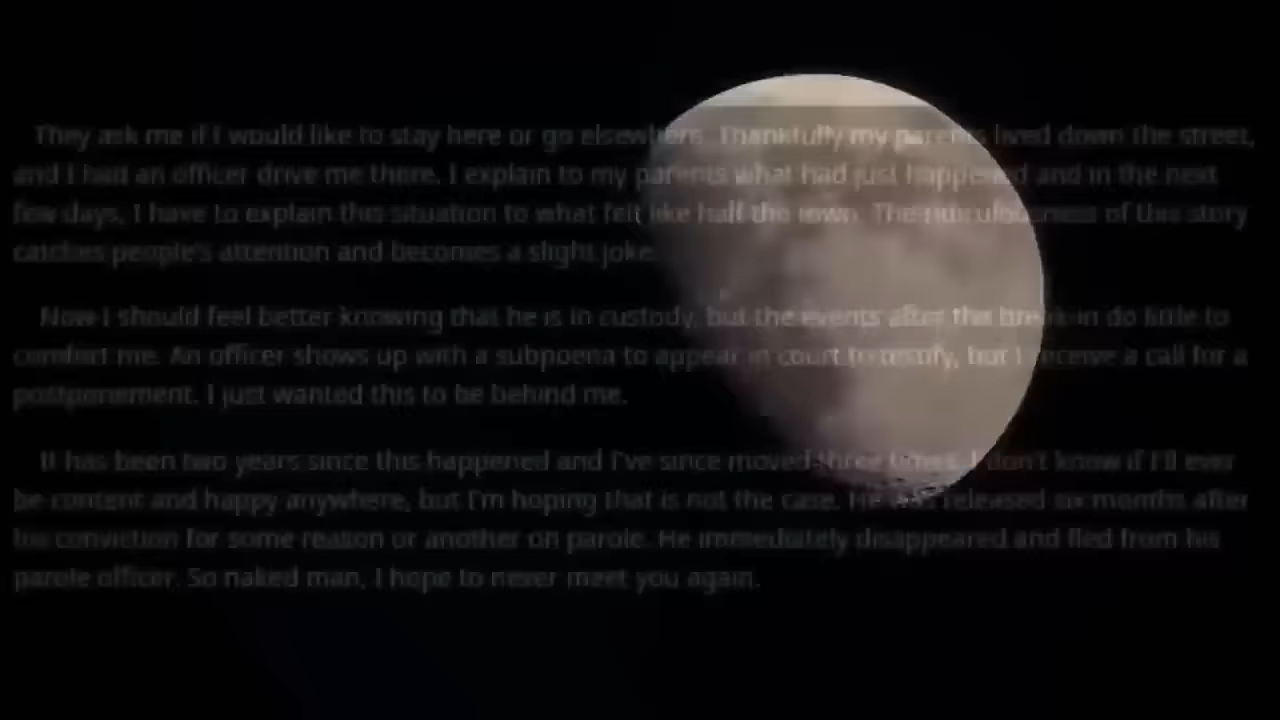 They ask me if I would like to stay here or go elsewhere. Thankfully my parents lived down the street,
and I had an officer drive me there. I explain to my parents what had just happened and in the next
few days, I have to explain this situation to what felt like half the town. The ridiculousness of this story
catches people's attention and becomes a slight joke.
Now I should feel better knowing that he is in custody, but the events after the break-in do little to
comfort me. An officer shows up with a subpoena to appear in court to testify, but I receive a call for a
postponement. I just wanted this to be behind me.
It has been two years since this happened and I've since moved three times. I don't know if I'll ever
be content and happy anywhere, but I'm hoping that is not the case. He was released six months after
his conviction for some reason or another on parole. He immediately disappeared and fled from his
parole officer. So naked man, I hope to never meet you again.